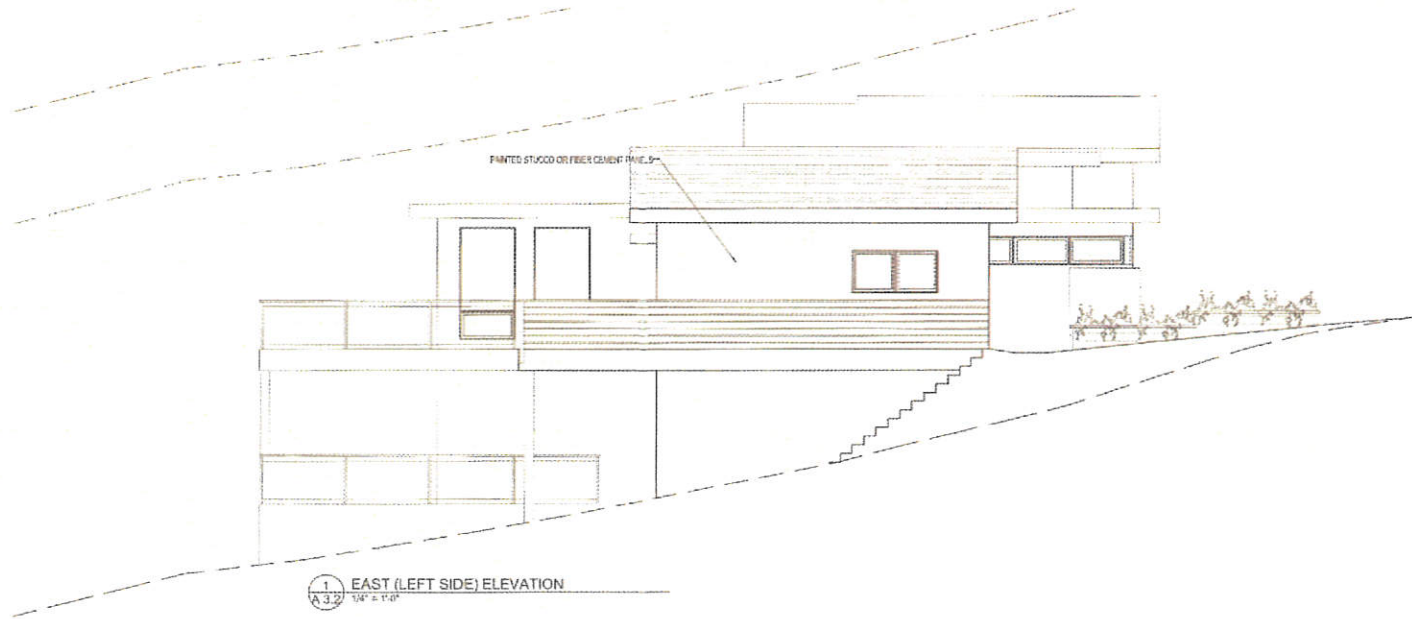 PAINTED STUCCO OR FIBER CEMENT PANELS
1
A 3.2
EAST (LEFT SIDE) ELEVATION
1/4" = 1'-0"